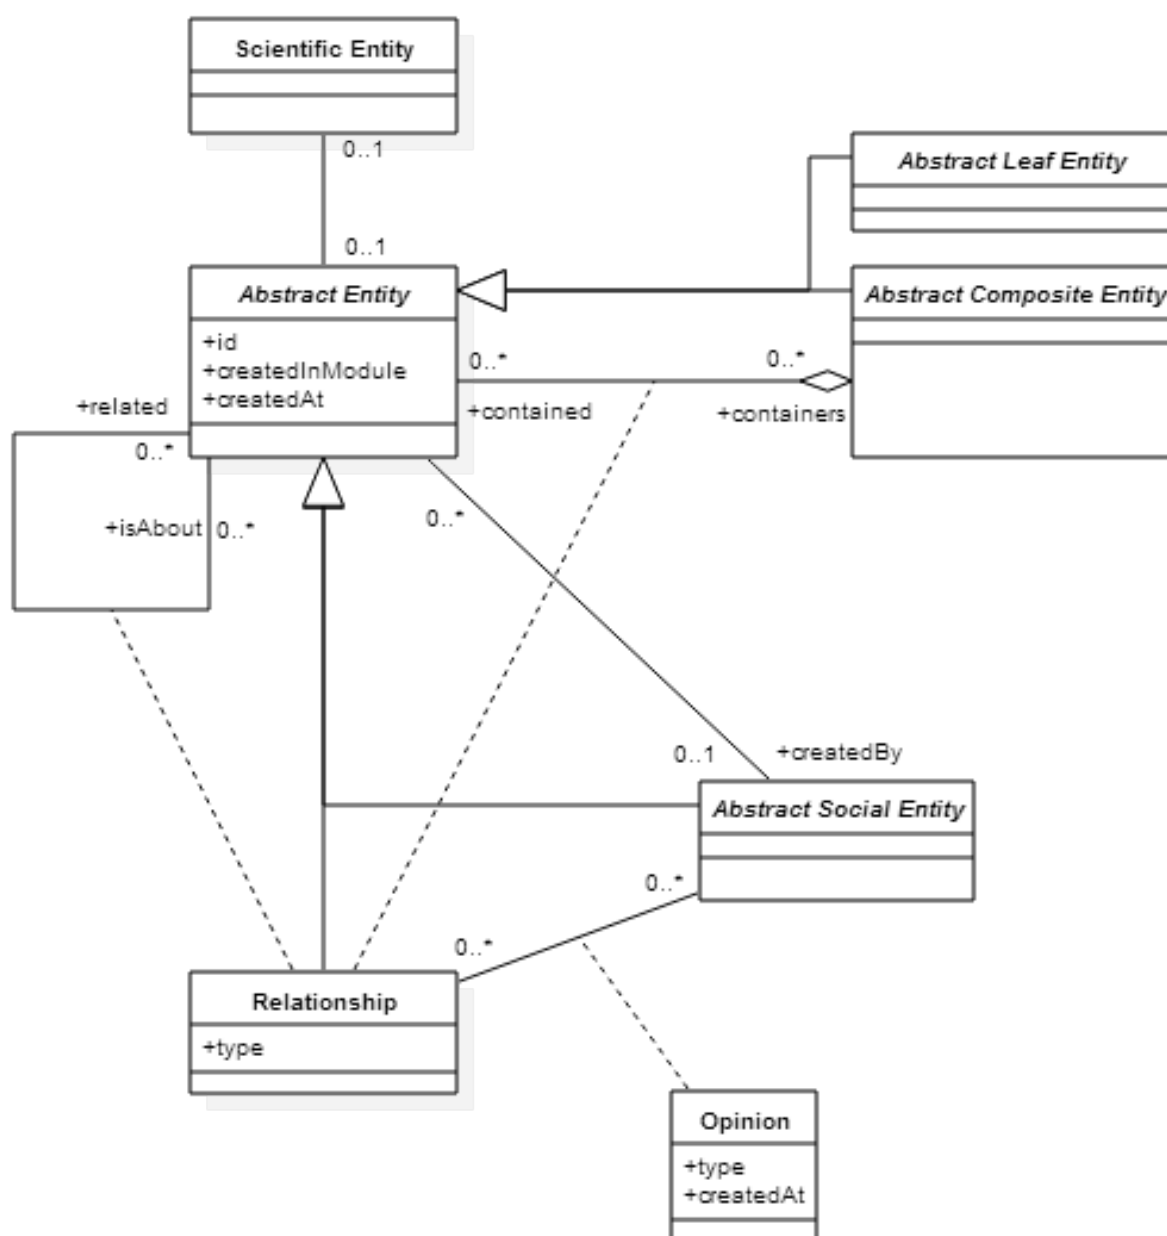 Scientific Entity
0..1
Abstract Leaf Entity
0..1
Abstract Entity
Abstract Composite Entity
+id
+createdInModule
+createdAt
0..*
0..*
+contained
+containers
+related
0..*
+isAbout
0..*
0..*
0..1
+createdBy
Abstract Social Entity
0..*
0..*
Relationship
+type
Opinion
+type
+createdAt